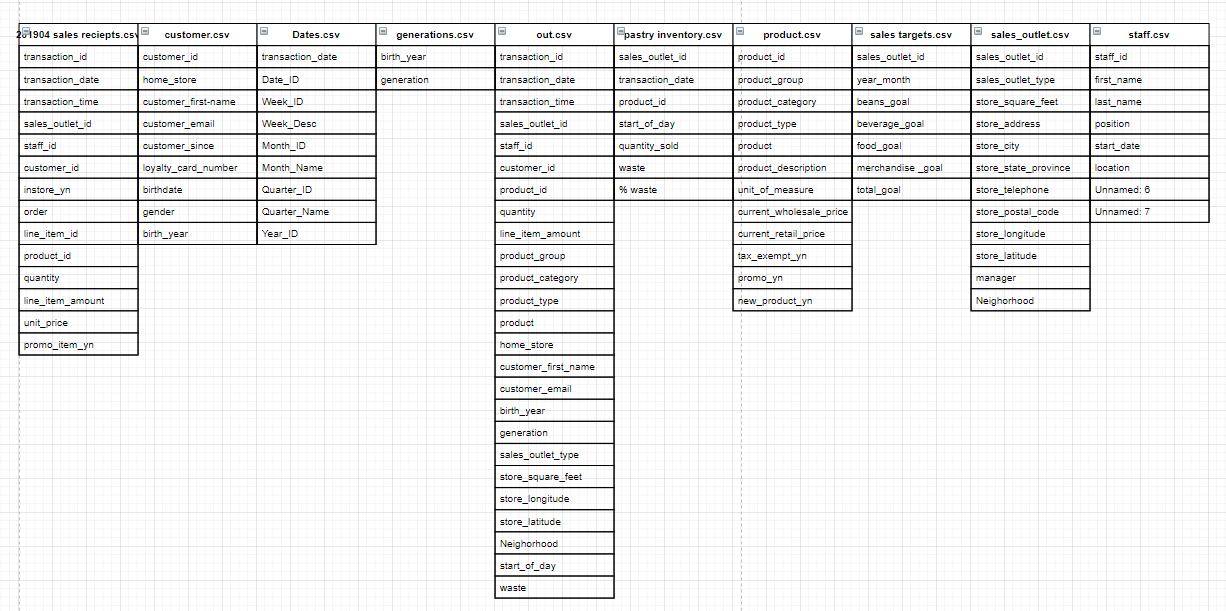 201904 sales reciepts.csv
transaction_id
transaction_date
transaction_time
sales_outlet_id
staff_id
customer_id
instore_yn
order
line_item_id
product_id
quantity
line_item_amount
unit_price
promo_item_yn
customer.csv
customer_id
home_store
customer_first-name
customer_email
customer_since
loyalty_card_number
birthdate
gender
birth_year
Dates.csv
transaction_date
Date_ID
Week_ID
Week_Desc
Month_ID
Month_Name
Quarter_ID
Quarter_Name
Year_ID
generations.csv
birth_year
generation
out.csv
transaction_id
transaction_date
transaction_time
sales_outlet_id
staff_id
customer_id
product_id
quantity
line_item_amount
product_group
product_category
product_type
product
home_store
customer_first_name
customer_email
birth_year
generation
sales_outlet_type
store_square_feet
store_longitude
store_latitude
Neighorhood
start_of_day
waste
pastry inventory.csv
sales_outlet_id
transaction_date
product_id
start_of_day
quantity_sold
waste
% waste
product.csv
product_id
product_group
product_category
product_type
product
product_description
unit_of_measure
current_wholesale_price
current_retail_price
tax_exempt_yn
promo_yn
new_product_yn
sales targets.csv
sales_outlet_id
year_month
beans_goal
beverage_goal
food_goal
merchandise _goal
total_goal
sales_outlet.csv
sales_outlet_id
sales_outlet_type
store_square_feet
store_address
store_city
store_state_province
store_telephone
store_postal_code
store_longitude
store_latitude
manager
Neighorhood
staff.csv
staff_id
first_name
last_name
position
start_date
location
Unnamed: 6
Unnamed: 7